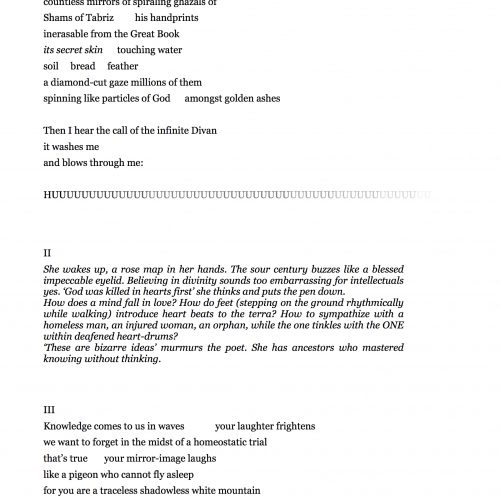 countless mirrors of spiraling ghazals of
Shams of Tabriz his handprints
inerasable from the Great Book
its secret skin touching water
soil bread feather
a diamond-cut gaze millions of them
spinning like particles of God amongst golden ashes
Then I hear the call of the infinite Divan
it washes me
and blows through me:
HUUUUUUUUUUUUUUUUUUUUUUUUUUUUUUUUUUUUUUUUUUUUUUUUUUU
II
She wakes up, a rose map in her hands. The sour century buzzes like a blessed
impeccable eyelid. Believing in divinity sounds too embarrassing for intellectuals
yes. ‘God was killed in hearts first’ she thinks and puts the pen down.
How does a mind fall in love? How do feet (stepping on the ground rhythmically
while walking) introduce heart beats to the terra? How to sympathize with a
homeless man, an injured woman, an orphan, while the one tinkles with the ONE
within deafened heart-drums?
‘These are bizarre ideas’ murmurs the poet. She has ancestors who mastered
knowing without thinking.
III
Knowledge comes to us in waves your laughter frightens
we want to forget in the midst of a homeostatic trial
that’s true your mirror-image laughs
like a pigeon who cannot fly asleep
for you are a traceless shadowless white mountain